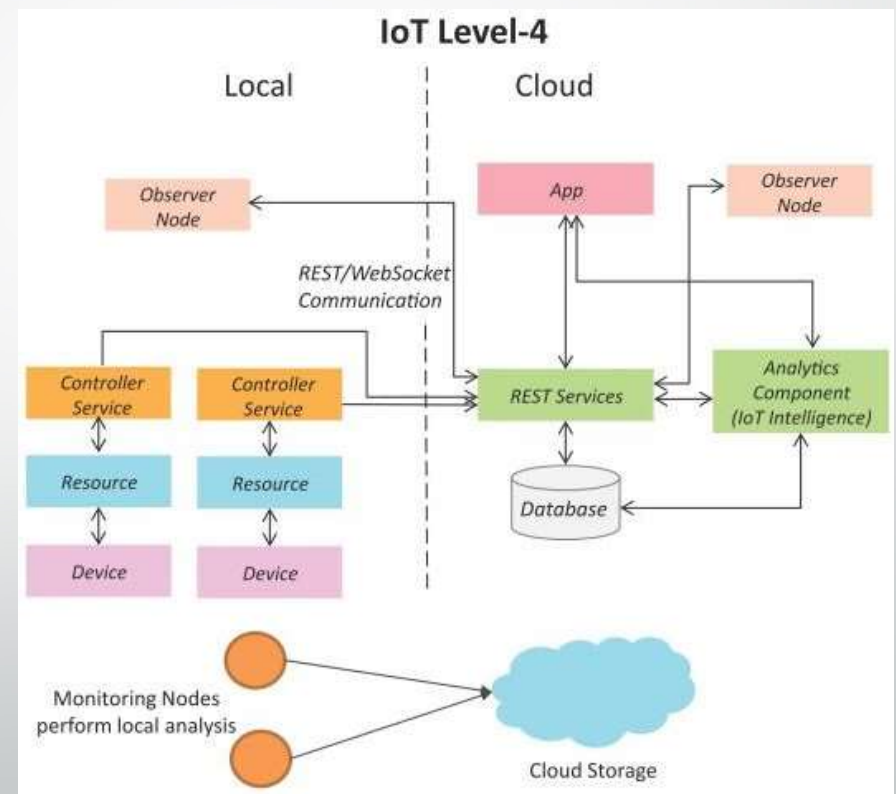 IoT Level-4
Local
Cloud
Observer
Node
App
Observer
Node
REST/WebSocket
Communication
Controller
Service
Controller
Service
REST Services
Analytics
Component
(IoT Intelligence)
Resource
Resource
Database
Device
Device
Monitoring Nodes
perform local analysis
Cloud Storage